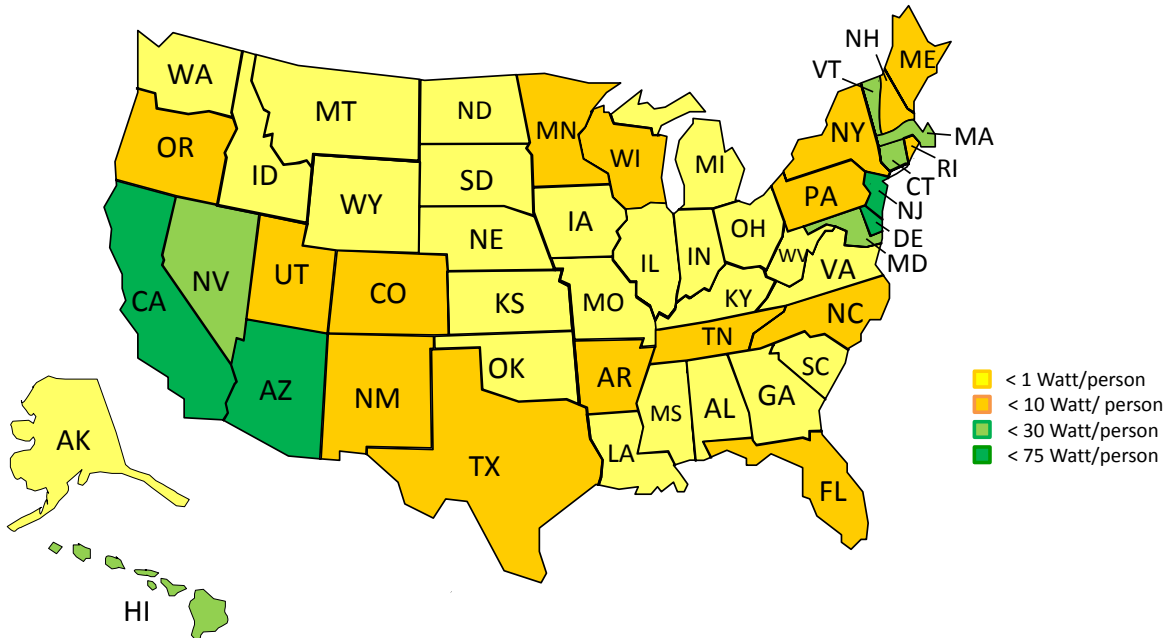 NH
ME
VT
WA
MT
ND
MN
OR
NY
MA
WI
MI
ID
SD
RI
WY
CT
PA
IA
NJ
NE
OH
DE
IL
IN
WV
MD
NV
UT
VA
CA
CO
KS
MO
KY
NC
TN
OK
SC
AZ
NM
AR
GA
< 1 Watt/person
MS
AL
< 10 Watt/ person
AK
< 30 Watt/person
LA
< 75 Watt/person
TX
FL
HI